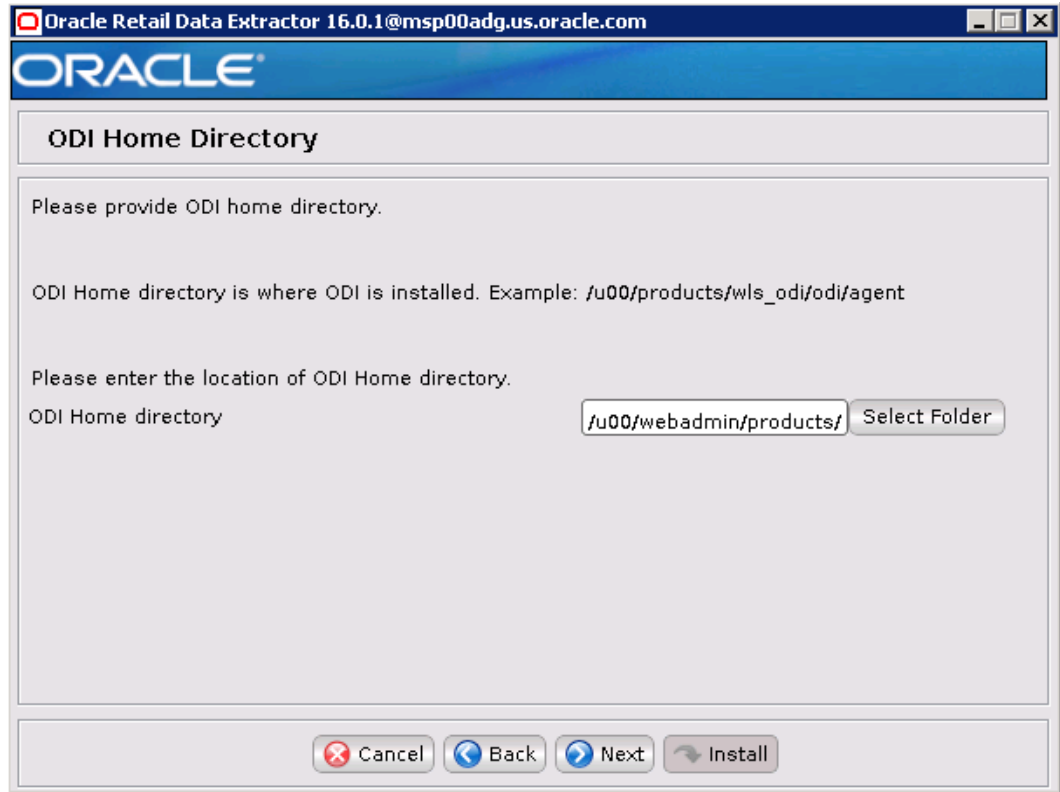 Oracle Retail Data Extractor 16.0.1@msp00adg.us.oracle.com
ORACLE
ODI Home Directory
Please provide ODI home directory.
ODI Home directory is where ODI is installed. Example: /u00/products/wls_odi/odi/agent
Please enter the location of ODI Home directory.
ODI Home directory /u00/webadmin/products/ Select Folder
Cancel Back Next Install